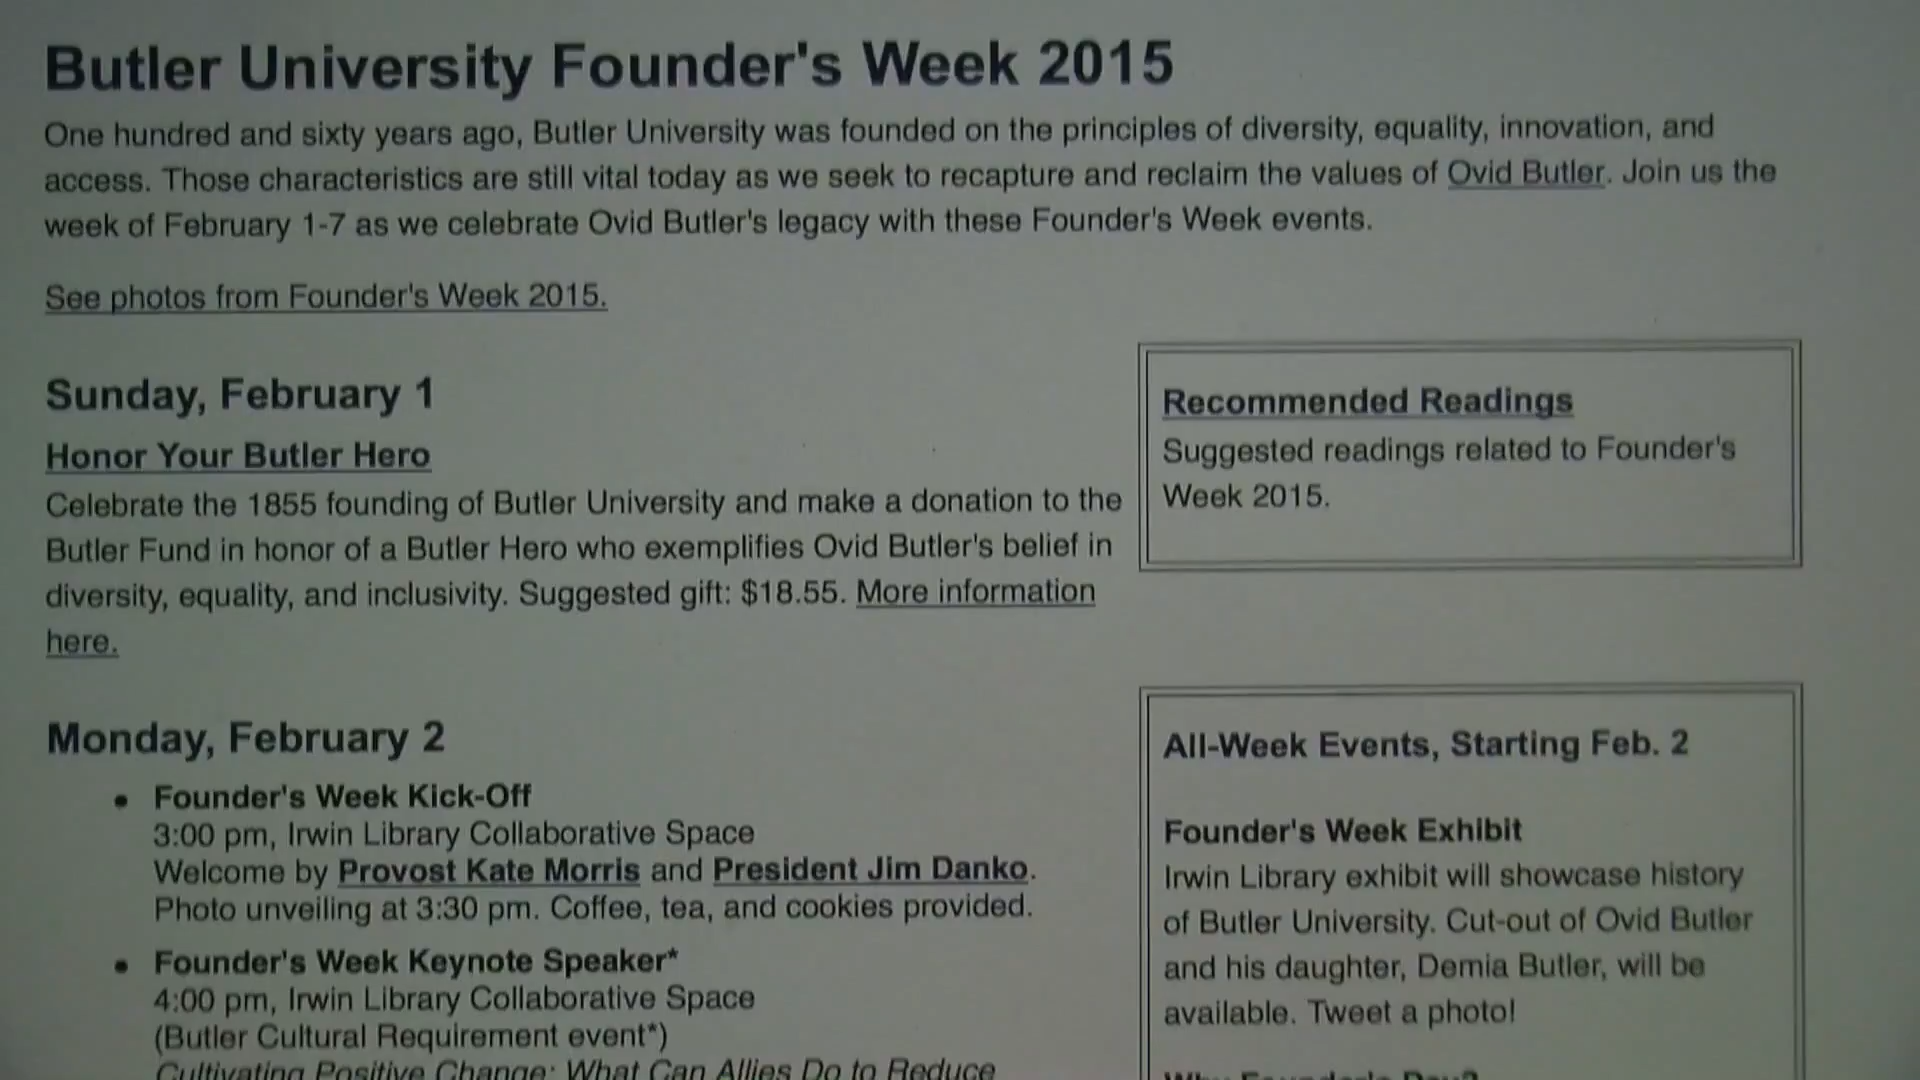 Butler University Founder's Week 2015
One hundred and sixty years ago, Butler University was founded on the principles of diversity, equality, innovation, and
access. Those characteristics are still vital today as we seek to recapture and reclaim the values of Ovid Butler. Join us the
week of February 1-7 as we celebrate Ovid Butler's legacy with these Founder's Week events.
See photos from Founder's Week 2015.
Sunday, February 1
Honor Your Butler Hero
Celebrate the 1855 founding of Butler University and make a donation to the
Butler Fund in honor of a Butler Hero who exemplifies Ovid Butler's belief in
diversity, equality, and inclusivity. Suggested gift: $18.55. More information
here.
Monday, February 2
• Founder's Week Kick-Off
3:00 pm, Irwin Library Collaborative Space
Welcome by Provost Kate Morris and President Jim Danko.
Photo unveiling at 3:30 pm. Coffee, tea, and cookies provided.
• Founder's Week Keynote Speaker*
4:00 pm, Irwin Library Collaborative Space
(Butler Cultural Requirement event*)
Cultivating Positive Change: What Can Allies Do to Reduce
Recommended Readings
Suggested readings related to Founder's
Week 2015.
All-Week Events, Starting Feb. 2
Founder's Week Exhibit
Irwin Library exhibit will showcase history
of Butler University. Cut-out of Ovid Butler
and his daughter, Demia Butler, will be
available. Tweet a photo!
Why Founder's Day?